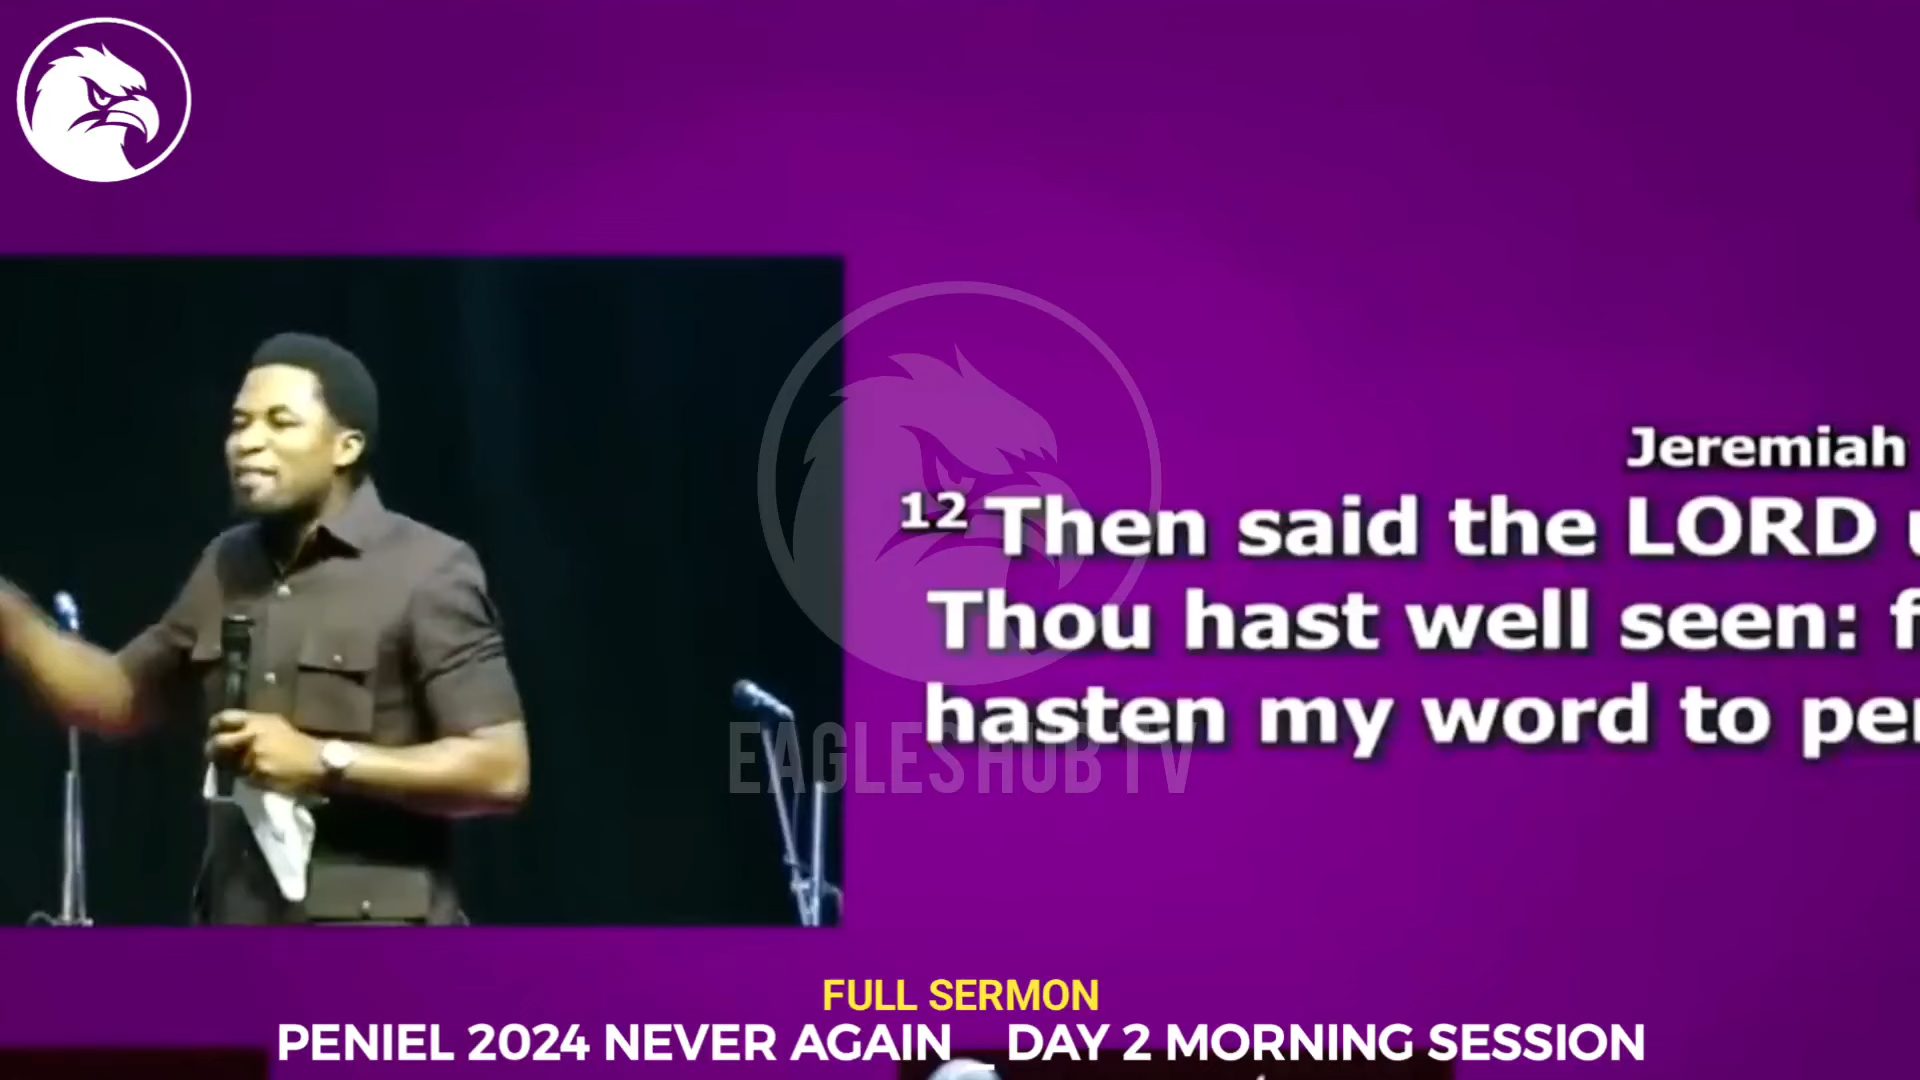 Jeremiah
12 Then said the LORD
Thou hast well seen:
hasten my word to
EAGLESHUB TV
FULL SERMON
PENIEL 2024 NEVER AGAIN _ DAY 2 MORNING SESSION